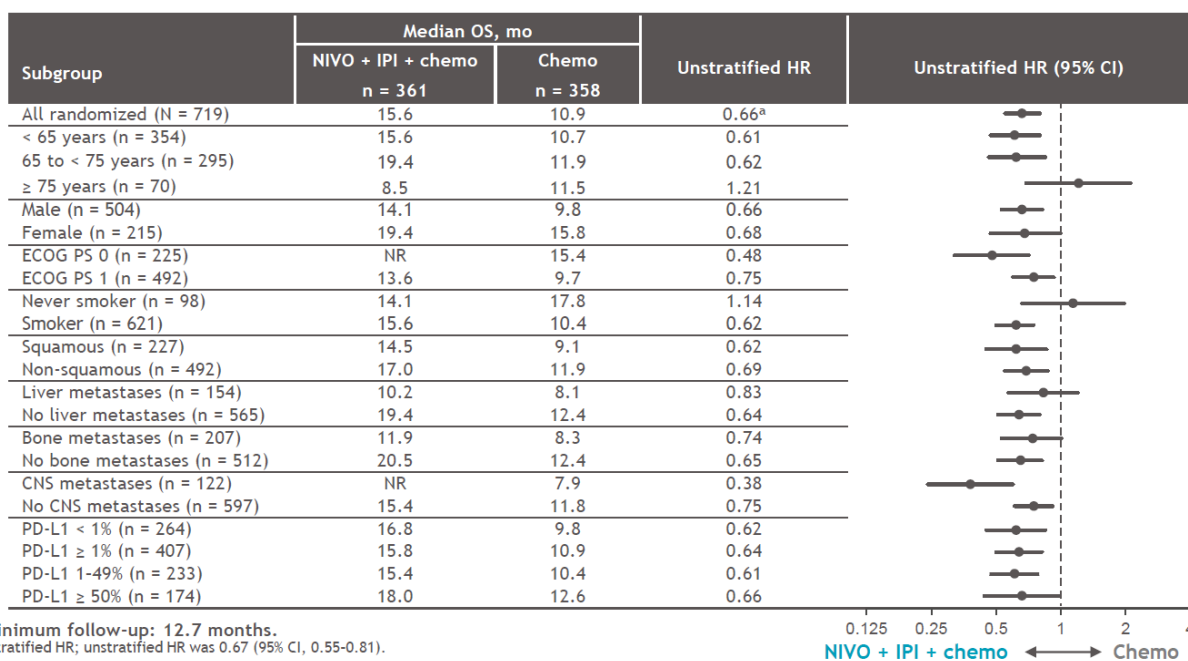 Median OS, mo
Subgroup NIVO + IPI + chemo Chemo Unstratified HR Unstratified HR (95% CI)
n = 361 n = 358
All randomized (N = 719) 15.6 10.9 0.66ª
< 65 years (n = 354) 15.6 10.7 0.61
65 to < 75 years (n = 295) 19.4 11.9 0.62
≥ 75 years (n = 70) 8.5 11.5 1.21
Male (n = 504) 14.1 9.8 0.66
Female (n = 215) 19.4 15.8 0.68
ECOG PS 0 (n = 225) NR 15.4 0.48
ECOG PS 1 (n = 492) 13.6 9.7 0.75
Never smoker (n = 98) 14.1 17.8 1.14
Smoker (n = 621) 15.6 10.4 0.62
Squamous (n = 227) 14.5 9.1 0.62
Non-squamous (n = 492) 17.0 11.9 0.69
Liver metastases (n = 154) 10.2 8.1 0.83
No liver metastases (n = 565) 19.4 12.4 0.64
Bone metastases (n = 207) 11.9 8.3 0.74
No bone metastases (n = 512) 20.5 12.4 0.65
CNS metastases (n = 122) NR 7.9 0.38
No CNS metastases (n = 597) 15.4 11.8 0.75
PD-L1 < 1% (n = 264) 16.8 9.8 0.62
PD-L1 ≥ 1% (n = 407) 15.8 10.9 0.64
PD-L1 1–49% (n = 233) 15.4 10.4 0.61
PD-L1 ≥ 50% (n = 174) 18.0 12.6 0.66
0.125 0.25 0.5 1 2 4
NIVO + IPI + chemo Chemo
inimum follow-up: 12.7 months.
tratified HR; unstratified HR was 0.67 (95% CI, 0.55-0.81).